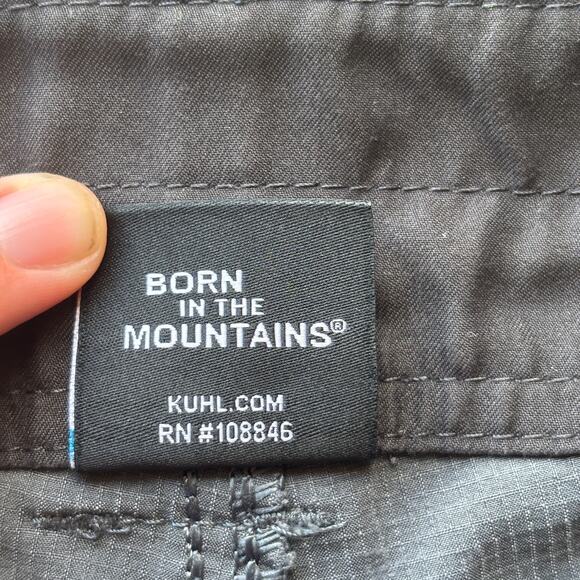 BORN
IN THE
MOUNTAINS®
KUHL.COM
RN #108846